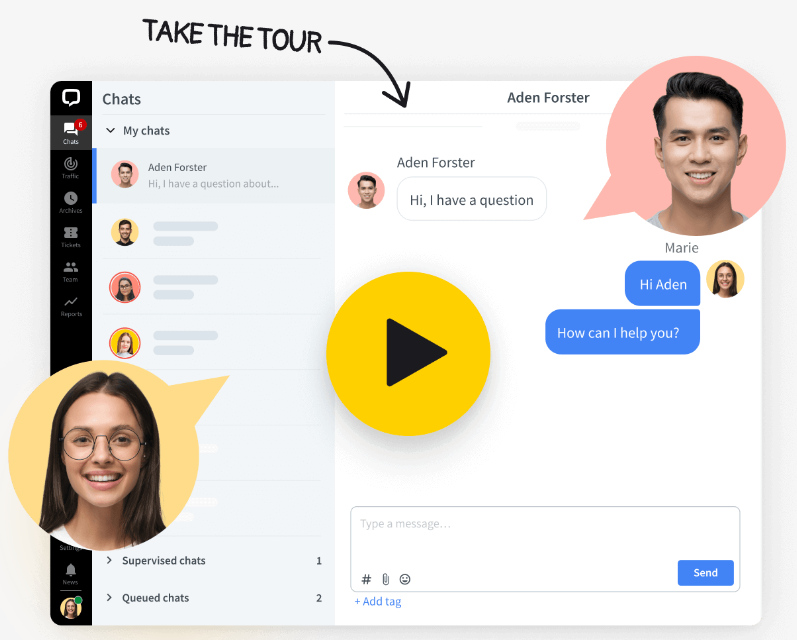 TAKE THE TOUR
Chats
Aden Forster
My chats
6
Chats
Traffic
Archives
Tickets
Team
Reports
Aden Forster
Hi, I have a question about...
Aden Forster
Hi, I have a question
Marie
Hi Aden
How can I help you?
Type a message...
#
Send
+ Add tag
Settings
News
Supervised chats 1
Queued chats 2